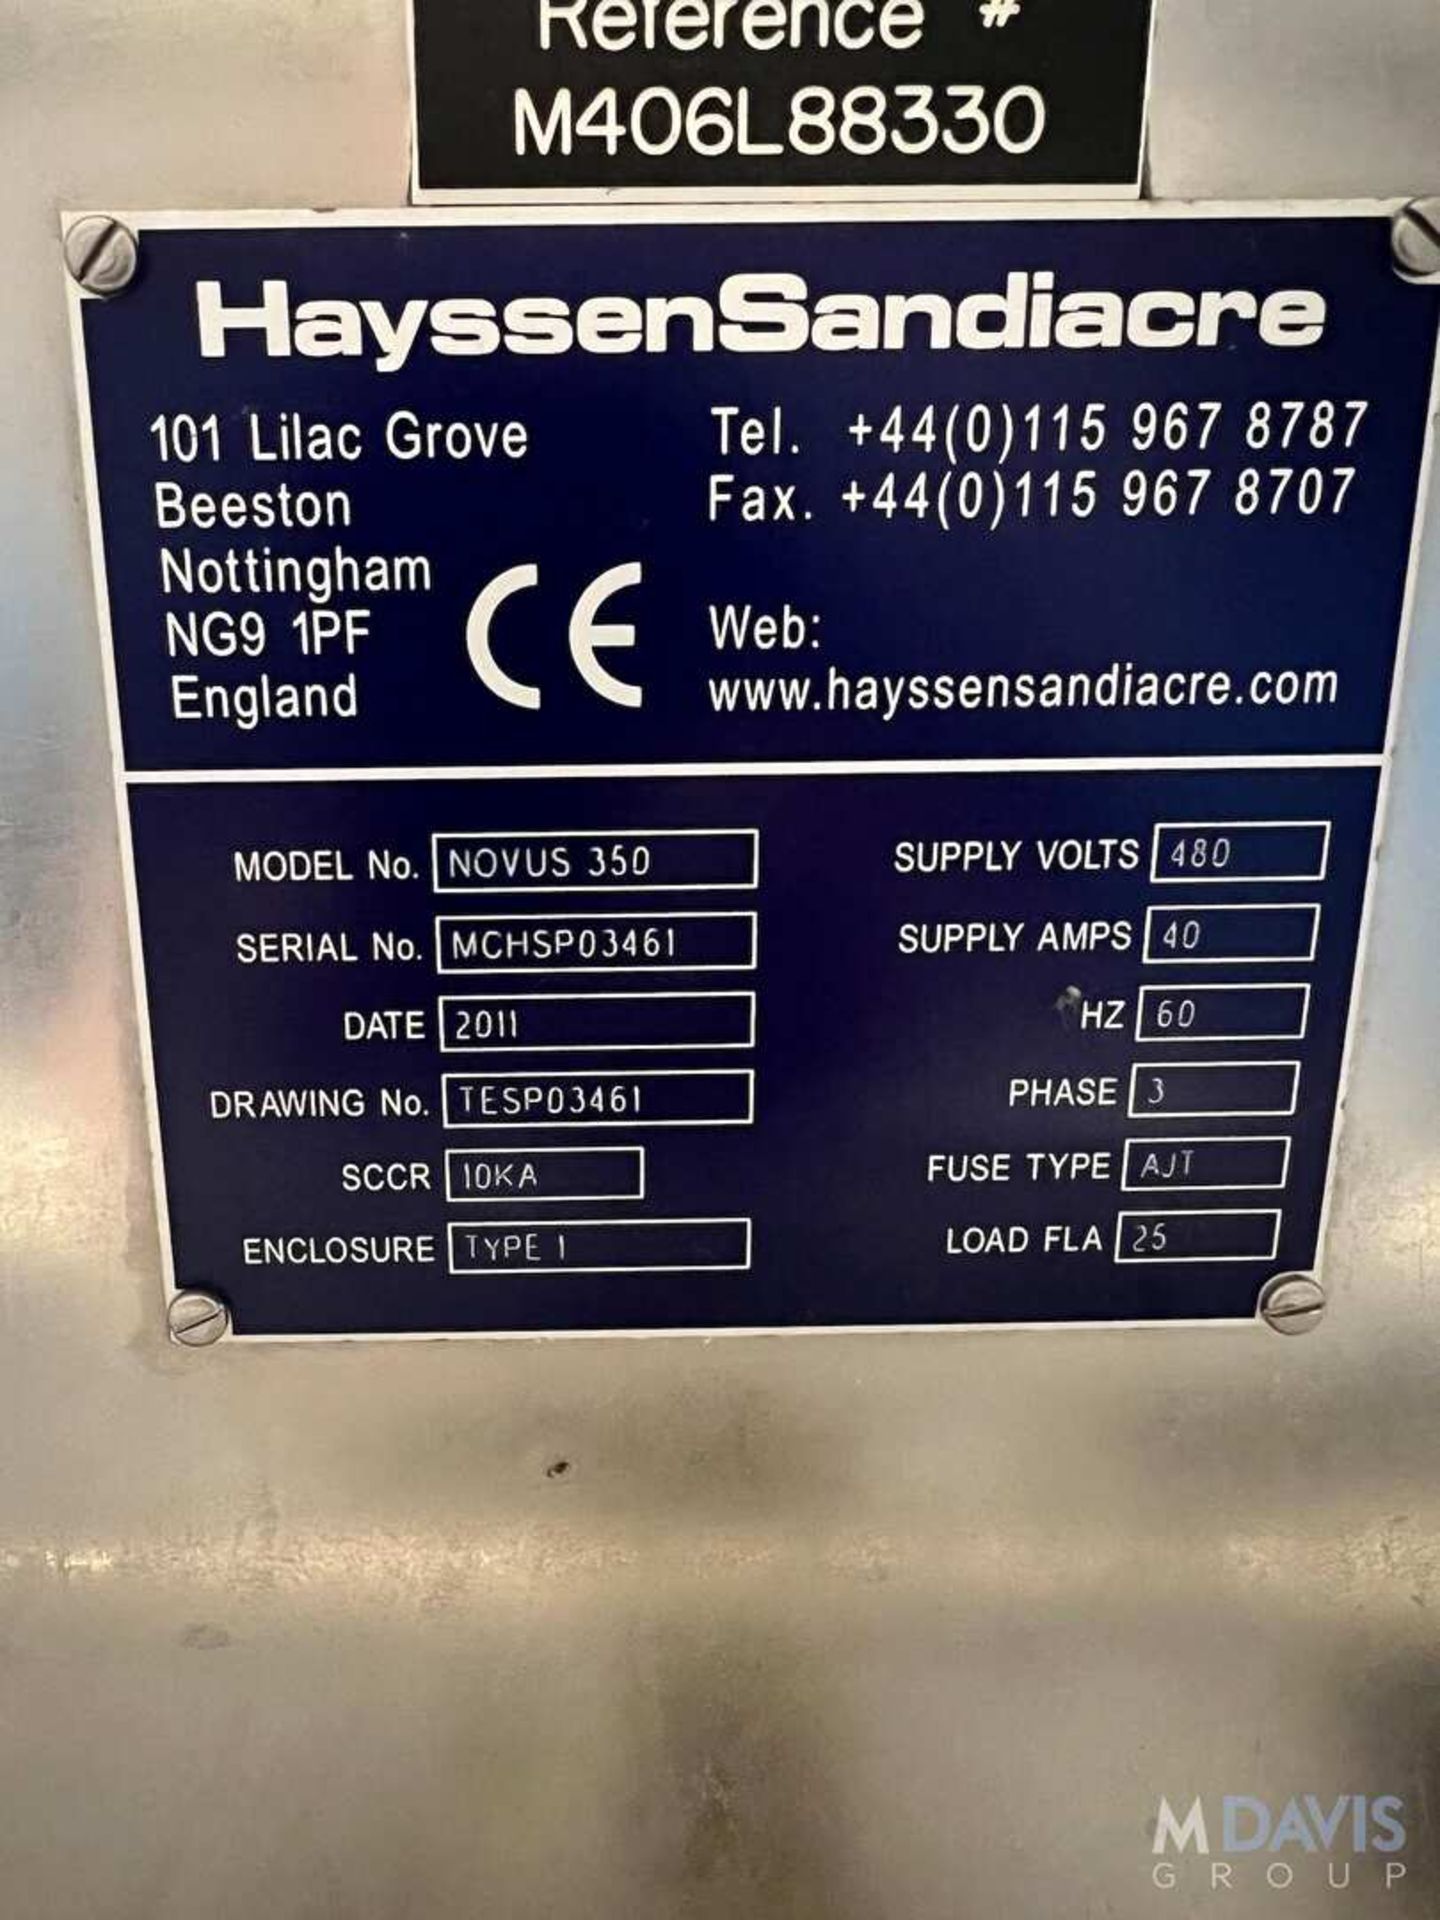 Reference #
M406L88330
HayssenSandiacre
101 Lilac Grove
Beeston
Nottingham
NG9 1PF
England
CE
Tel. +44(0)115 967 8787
Fax. +44(0)115 967 8707
Web:
www.hayssensandiacre.com
MODEL No. NOVUS 350
SERIAL No. MCHSP03461
DATE 2011
DRAWING No. TESP03461
SCCR 10KA
ENCLOSURE TYPE 1
SUPPLY VOLTS 480
SUPPLY AMPS 40
HZ 60
PHASE 3
FUSE TYPE AJT
LOAD FLA 25
M DAVIS
GROUP